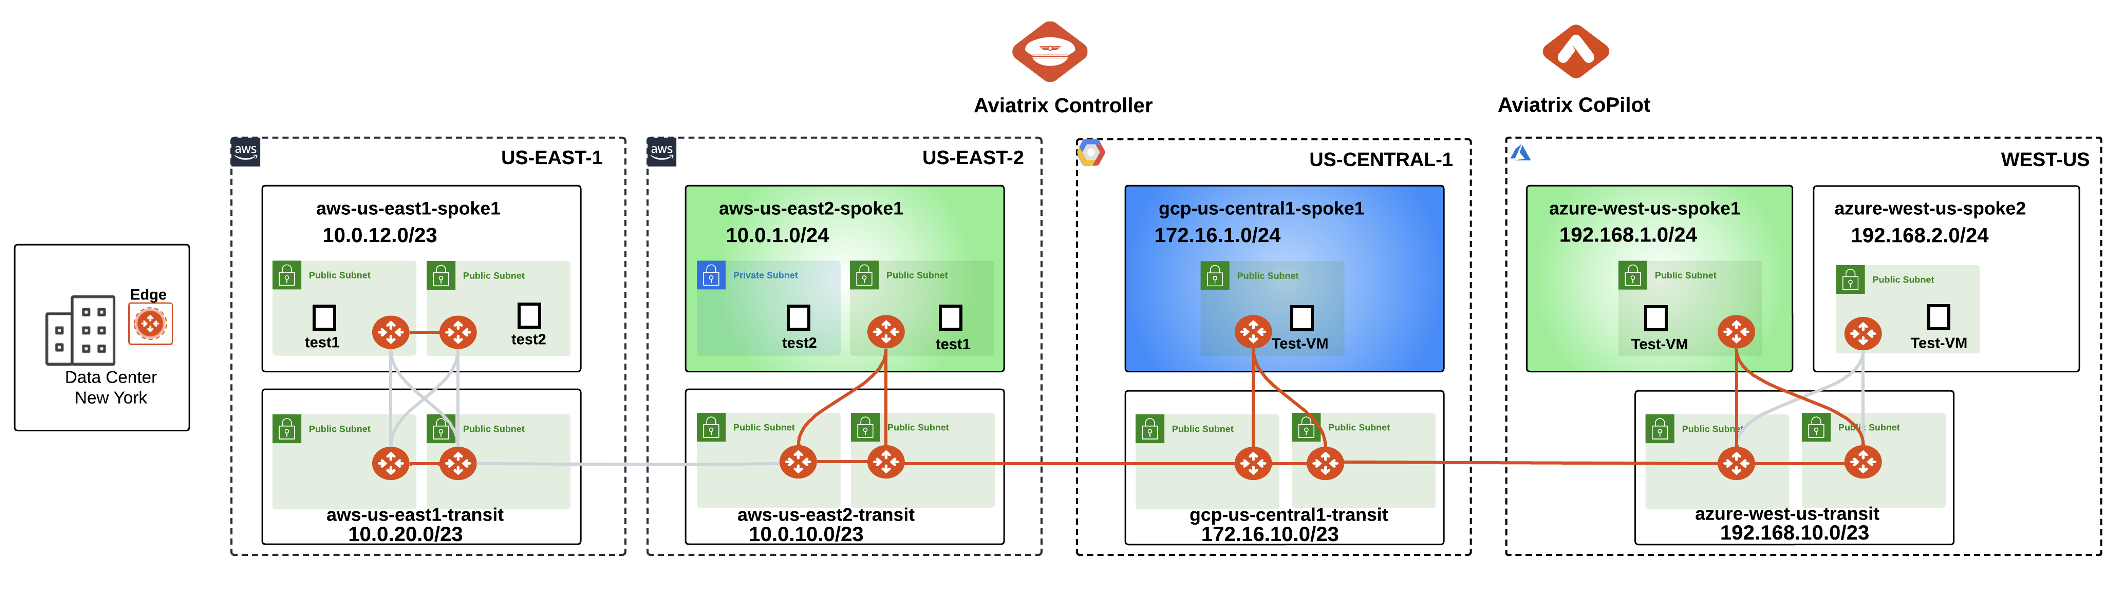 Aviatrix Controller
Aviatrix CoPilot
Edge
Data Center
New York
aws
US-EAST-1
aws-us-east1-spoke1
10.0.12.0/23
Public Subnet
Public Subnet
test1
test2
Public Subnet
Public Subnet
aws-us-east1-transit
10.0.20.0/23
aws
US-EAST-2
aws-us-east2-spoke1
10.0.1.0/24
Private Subnet
Public Subnet
test2
test1
Public Subnet
Public Subnet
aws-us-east2-transit
10.0.10.0/23
US-CENTRAL-1
gcp-us-central1-spoke1
172.16.1.0/24
Public Subnet
Test-VM
Public Subnet
Public Subnet
gcp-us-central1-transit
172.16.10.0/23
WEST-US
azure-west-us-spoke1
192.168.1.0/24
Public Subnet
Test-VM
azure-west-us-spoke2
192.168.2.0/24
Public Subnet
Test-VM
Public Subnet
Public Subnet
azure-west-us-transit
192.168.10.0/23